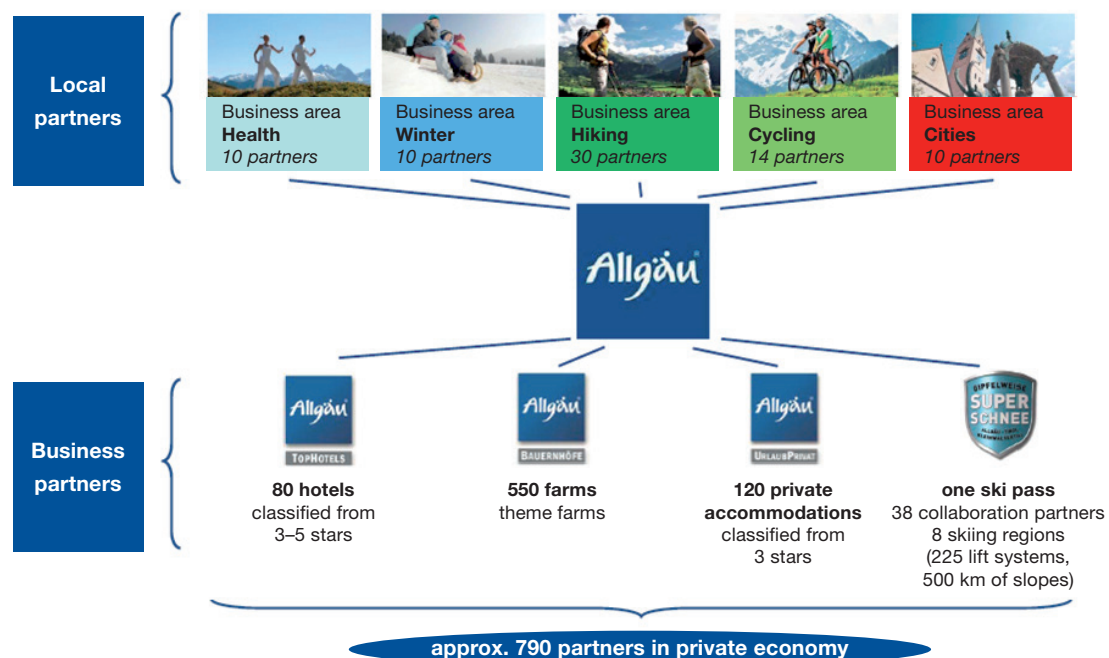 Local
partners
Business area
Health
10 partners
Business area
Winter
10 partners
Business area
Hiking
30 partners
Business area
Cycling
14 partners
Business area
Cities
10 partners
Allgäu®
Business
partners
Allgäu
TOPHOTELS
80 hotels
classified from
3–5 stars
Allgäu
BAUERNHÖFE
550 farms
theme farms
Allgäu
URLAUBPRIVAT
120 private
accommodations
classified from
3 stars
GIPFELWEISE
SUPER
SCHNEE
ALLGÄU - TIROL
KLEINWALSERTAL
one ski pass
38 collaboration partners
8 skiing regions
(225 lift systems,
500 km of slopes)
approx. 790 partners in private economy